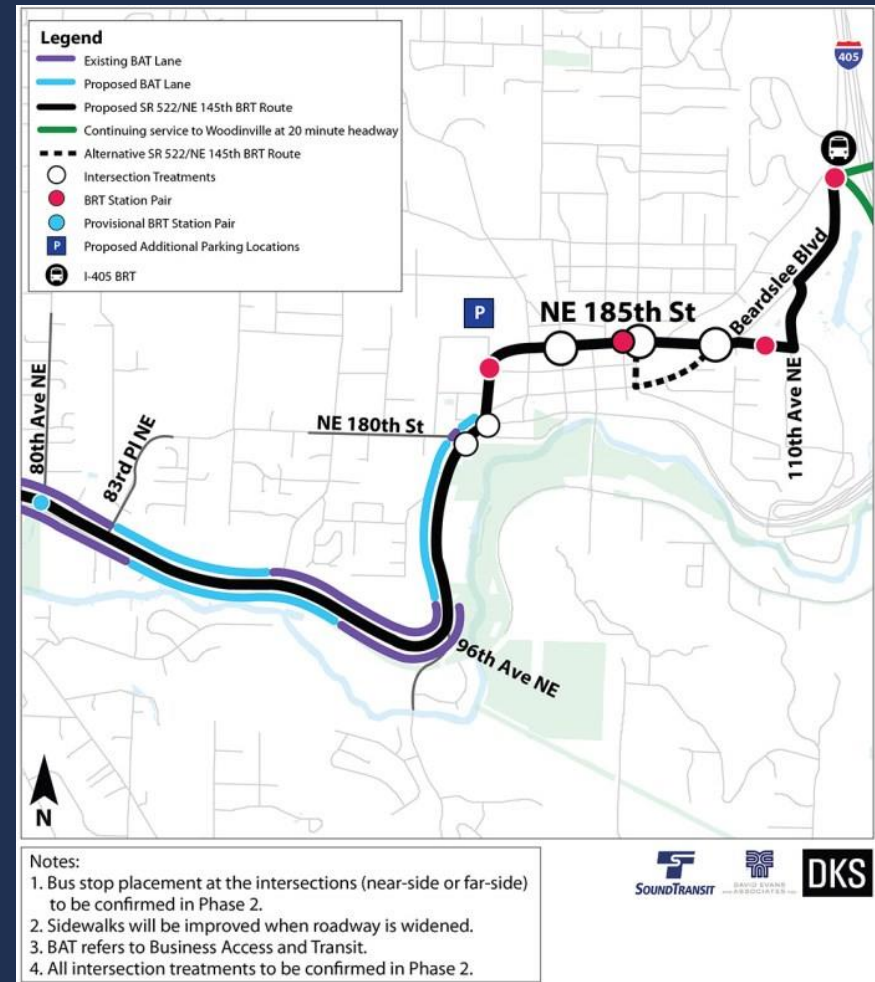 Legend
Existing BAT Lane
Proposed BAT Lane
Proposed SR 522/NE 145th BRT Route
Continuing service to Woodinville at 20 minute headway
Alternative SR 522/NE 145th BRT Route
Intersection Treatments
BRT Station Pair
Provisional BRT Station Pair
P Proposed Additional Parking Locations
I-405 BRT
405
P
NE 185th St
Beardslee Blvd
110th Ave NE
NE 180th St
80th Ave NE
83rd Pl NE
96th Ave NE
N
Notes:
1. Bus stop placement at the intersections (near-side or far-side)
to be confirmed in Phase 2.
2. Sidewalks will be improved when roadway is widened.
3. BAT refers to Business Access and Transit.
4. All intersection treatments to be confirmed in Phase 2.
SOUNDTRANSIT
DAVID EVANS
AND ASSOCIATES INC.
DKS